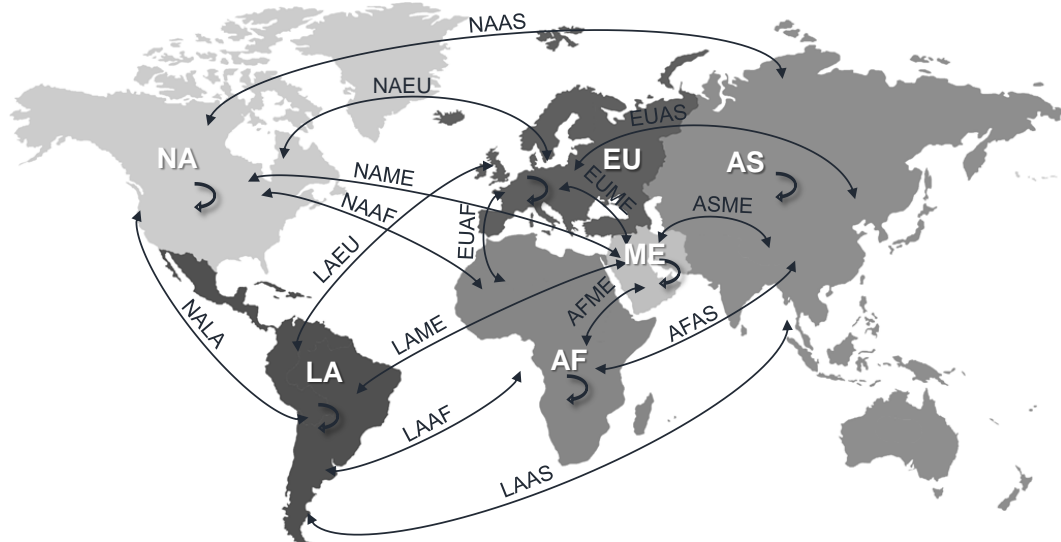 NAAS
NAEU
EUAS
NA
EU
AS
NAME
EUME
NAAF
ASME
EUAF
LAEU
ME
AFME
NALA
LAME
AFAS
AF
LA
LAAF
LAAS